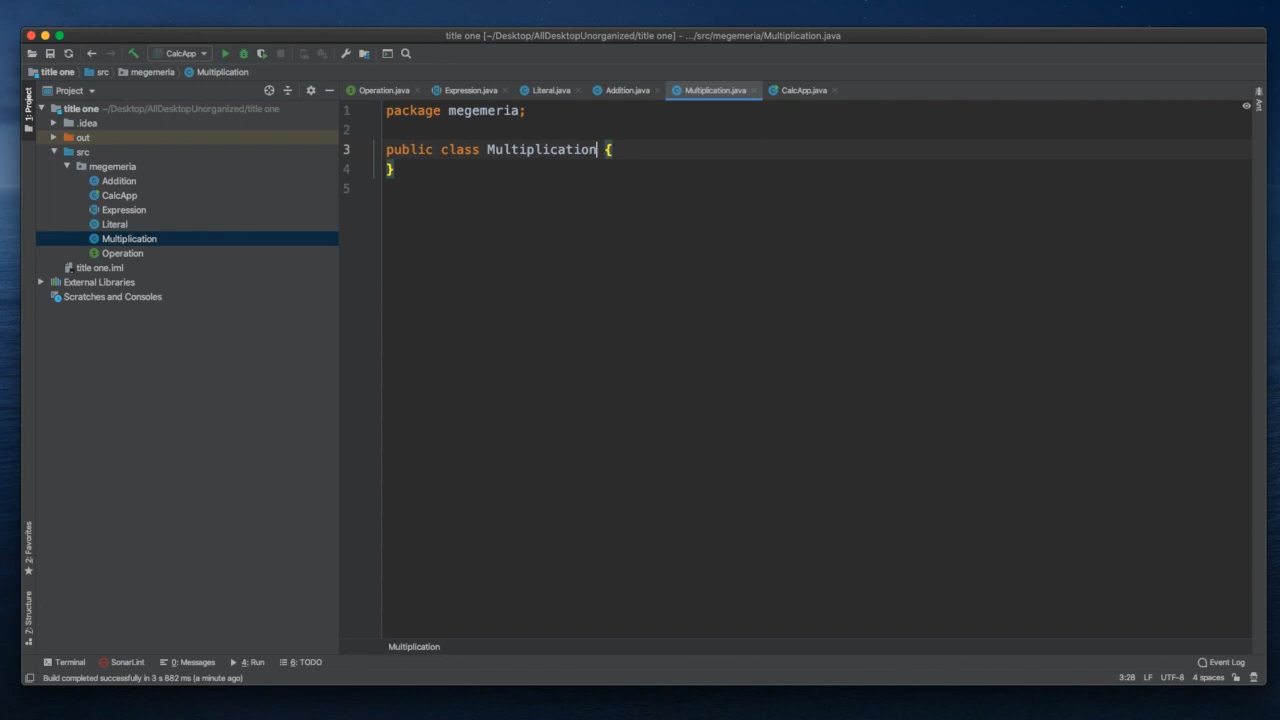 title one [~/Desktop/AllDesktopUnorganized/title one] - .../src/megemeria/Multiplication.java
CalcApp
title one src megemeria Multiplication
Project
Operation.java Expression.java Literal.java Addition.java Multiplication.java CalcApp.java
1: Project
Ant
title one ~/Desktop/AllDesktopUnorganized/title one
.idea
out
src
megemeria
Addition
CalcApp
Expression
Literal
Multiplication
Operation
title one.iml
External Libraries
Scratches and Consoles
1 package megemeria;
2
3 public class Multiplication {
4 }
5
2: Favorites
7: Structure
Multiplication
Terminal SonarLint 0: Messages 4: Run 6: TODO Event Log
Build completed successfully in 3 s 682 ms (a minute ago) 3:28 LF UTF-8 4 spaces